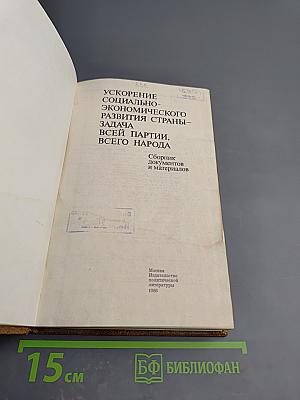 УСКОРЕНИЕ
СОЦИАЛЬНО-
ЭКОНОМИЧЕСКОГО
РАЗВИТИЯ СТРАНЫ—
ЗАДАЧА
ВСЕЙ ПАРТИИ,
ВСЕГО НАРОДА
Сборник
документов
и материалов
Москва
Издательство
политической
литературы
1986
15 см
БФ БИБЛИОФАН